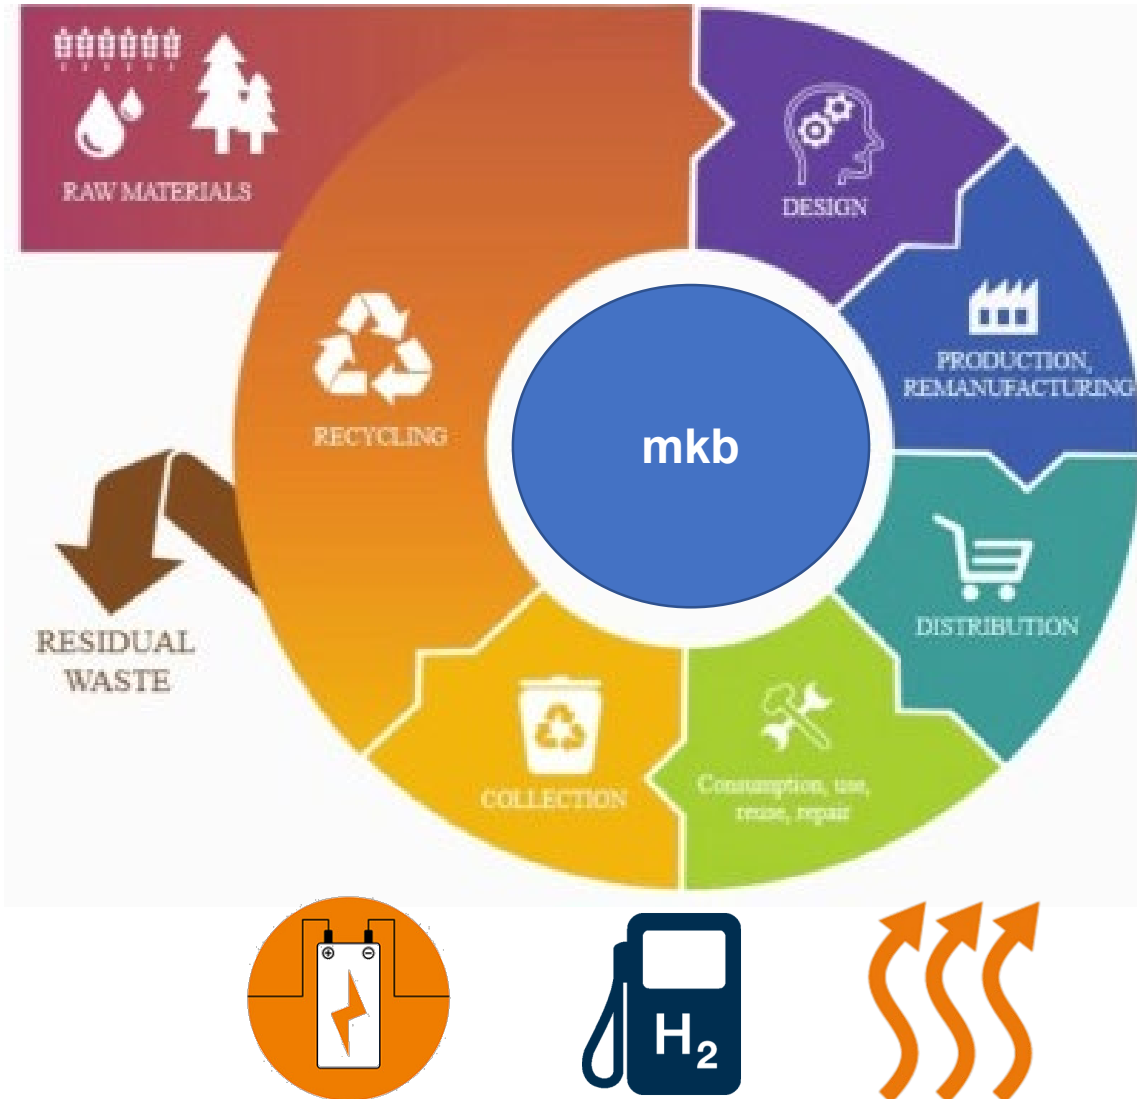 RAW MATERIALS
DESIGN
PRODUCTION,
REMANUFACTURING
RECYCLING
mkb
DISTRIBUTION
RESIDUAL
WASTE
COLLECTION
Consumption, use,
reuse, repair
H2